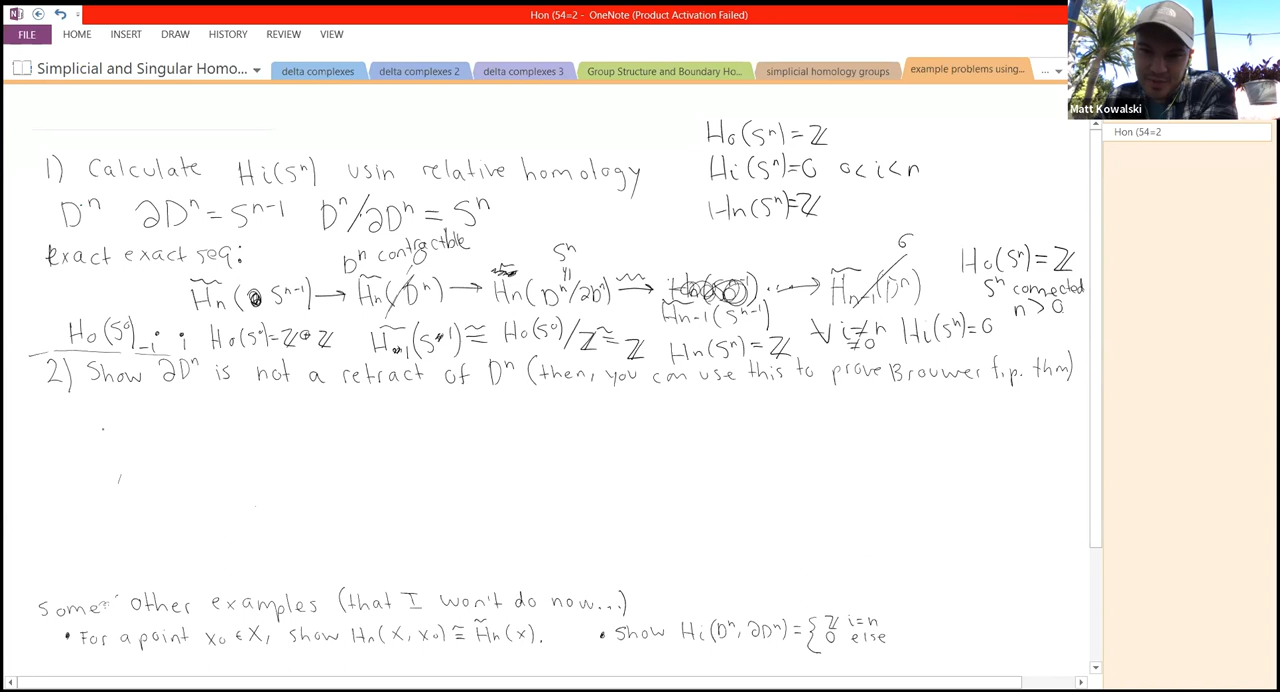 Hon (54=2 - OneNote (Product Activation Failed)
FILE HOME INSERT DRAW HISTORY REVIEW VIEW
Simplicial and Singular Homo... delta complexes delta complexes 2 delta complexes 3 Group Structure and Boundary Ho... simplicial homology groups example problems using... ...
Matt Kowalski
Hon (54=2
H₀(Sⁿ)=ℤ
1) Calculate Hi(Sⁿ) usin relative homology
Hi(Sⁿ)=0 0<i<n
Dⁿ ∂Dⁿ=Sⁿ⁻¹ Dⁿ/∂Dⁿ=Sⁿ
Hn(Sⁿ)=ℤ
exact exact seq:
Dⁿ contractible
Sⁿ
H₀(Sⁿ)=ℤ
Sⁿ connected
n>0
H̃n(Sⁿ⁻¹) → H̃n(Dⁿ) → H̃n(Dⁿ/∂Dⁿ) → H̃n-1(Sⁿ⁻¹) → H̃n-1(Dⁿ)
H₀(S⁰) H₀(S⁰)=ℤ⊕ℤ ≅ H₀(S⁰)/ℤ≅ℤ Hn(Sⁿ)=ℤ ∀i≠n Hi(Sⁿ)=0
≠0
2) Show ∂Dⁿ is not a retract of Dⁿ (then, you can use this to prove Brouwer f.p. thm)
Some other examples (that I won't do now...)
• For a point x₀∈X, show Hn(X, x₀)≅H̃n(x).
• Show Hi(Dⁿ, ∂Dⁿ)={ ℤ i=n
0 else